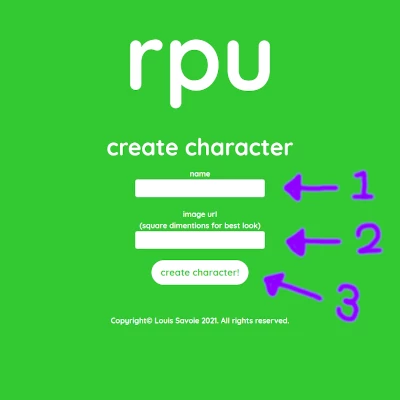 rpu
create character
name
1
image url
(square dimentions for best look)
2
create character!
3
Copyright© Louis Savoie 2021. All rights reserved.